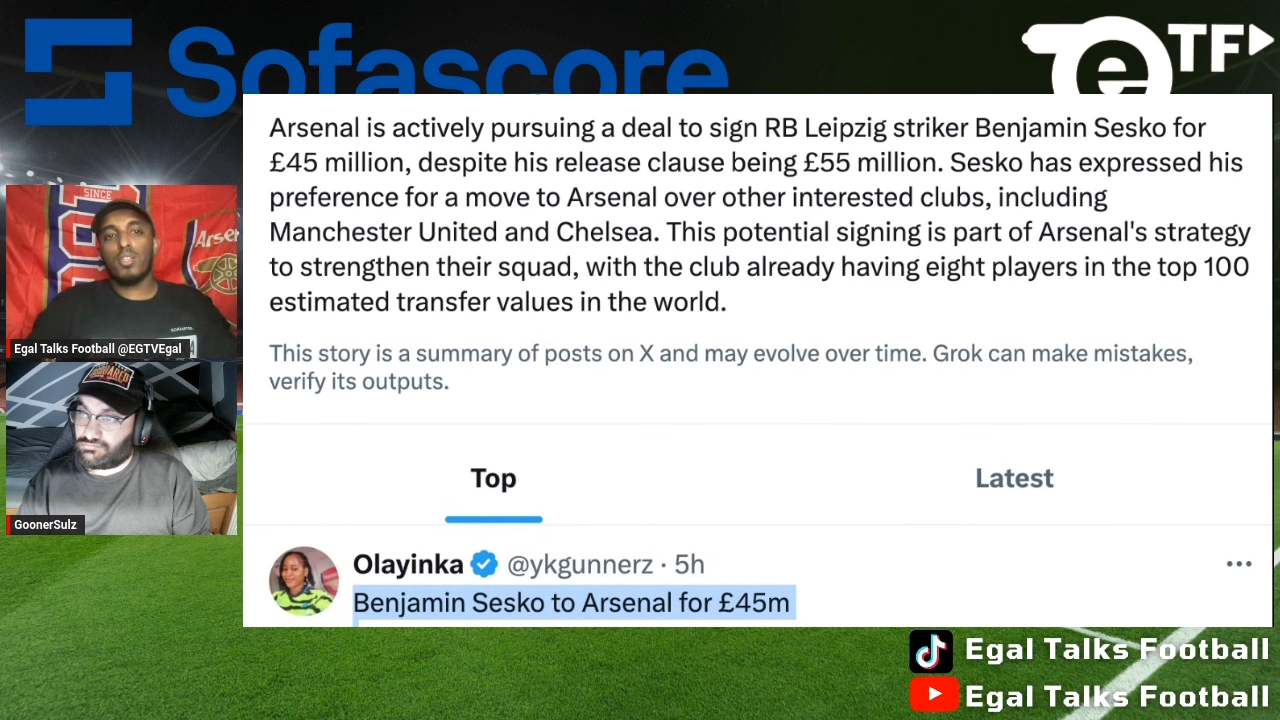 Sofascore
eTF
Arsenal is actively pursuing a deal to sign RB Leipzig striker Benjamin Sesko for
£45 million, despite his release clause being £55 million. Sesko has expressed his
preference for a move to Arsenal over other interested clubs, including
Manchester United and Chelsea. This potential signing is part of Arsenal's strategy
to strengthen their squad, with the club already having eight players in the top 100
estimated transfer values in the world.
This story is a summary of posts on X and may evolve over time. Grok can make mistakes,
verify its outputs.
Top
Latest
Olayinka @ykgunnerz · 5h
Benjamin Sesko to Arsenal for £45m
SINCE
Arsen
Egal Talks Football @EGTVEgal
GoonerSulz
Egal Talks Football
Egal Talks Football